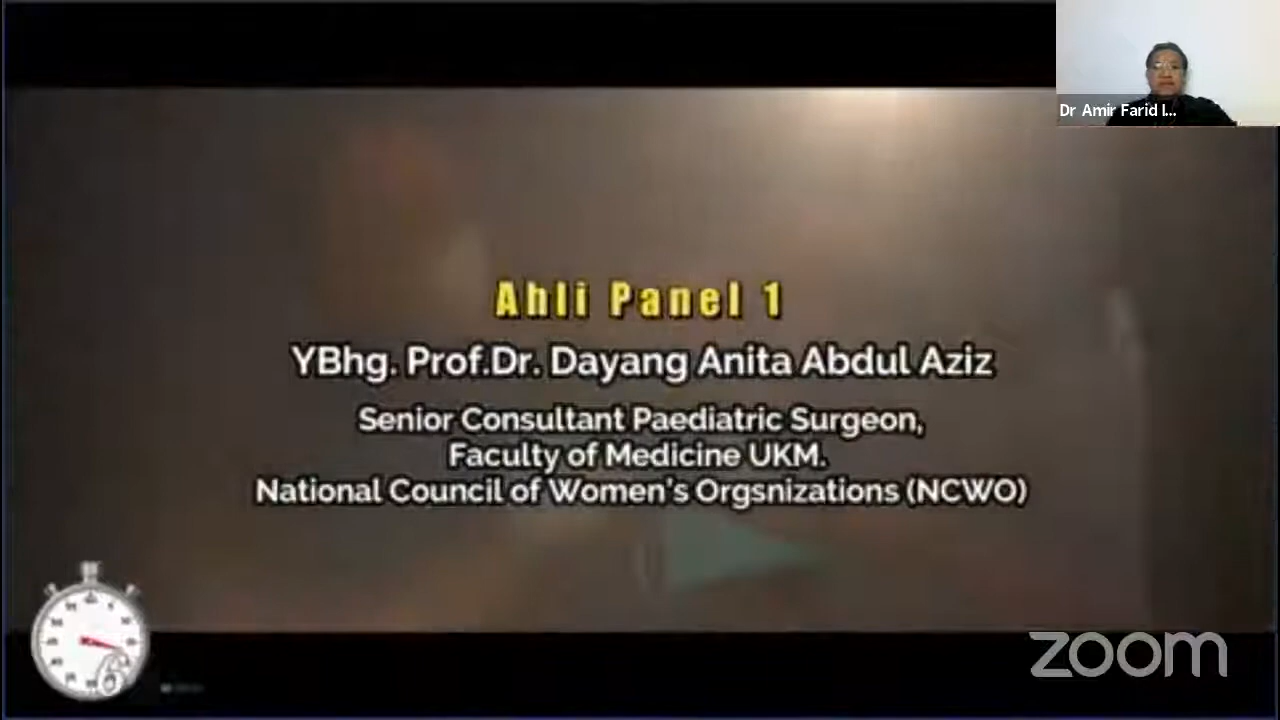 Dr Amir Farid I...
Ahli Panel 1
YBhg. Prof.Dr. Dayang Anita Abdul Aziz
Senior Consultant Paediatric Surgeon,
Faculty of Medicine UKM.
National Council of Women's Orgsnizations (NCWO)
zoom